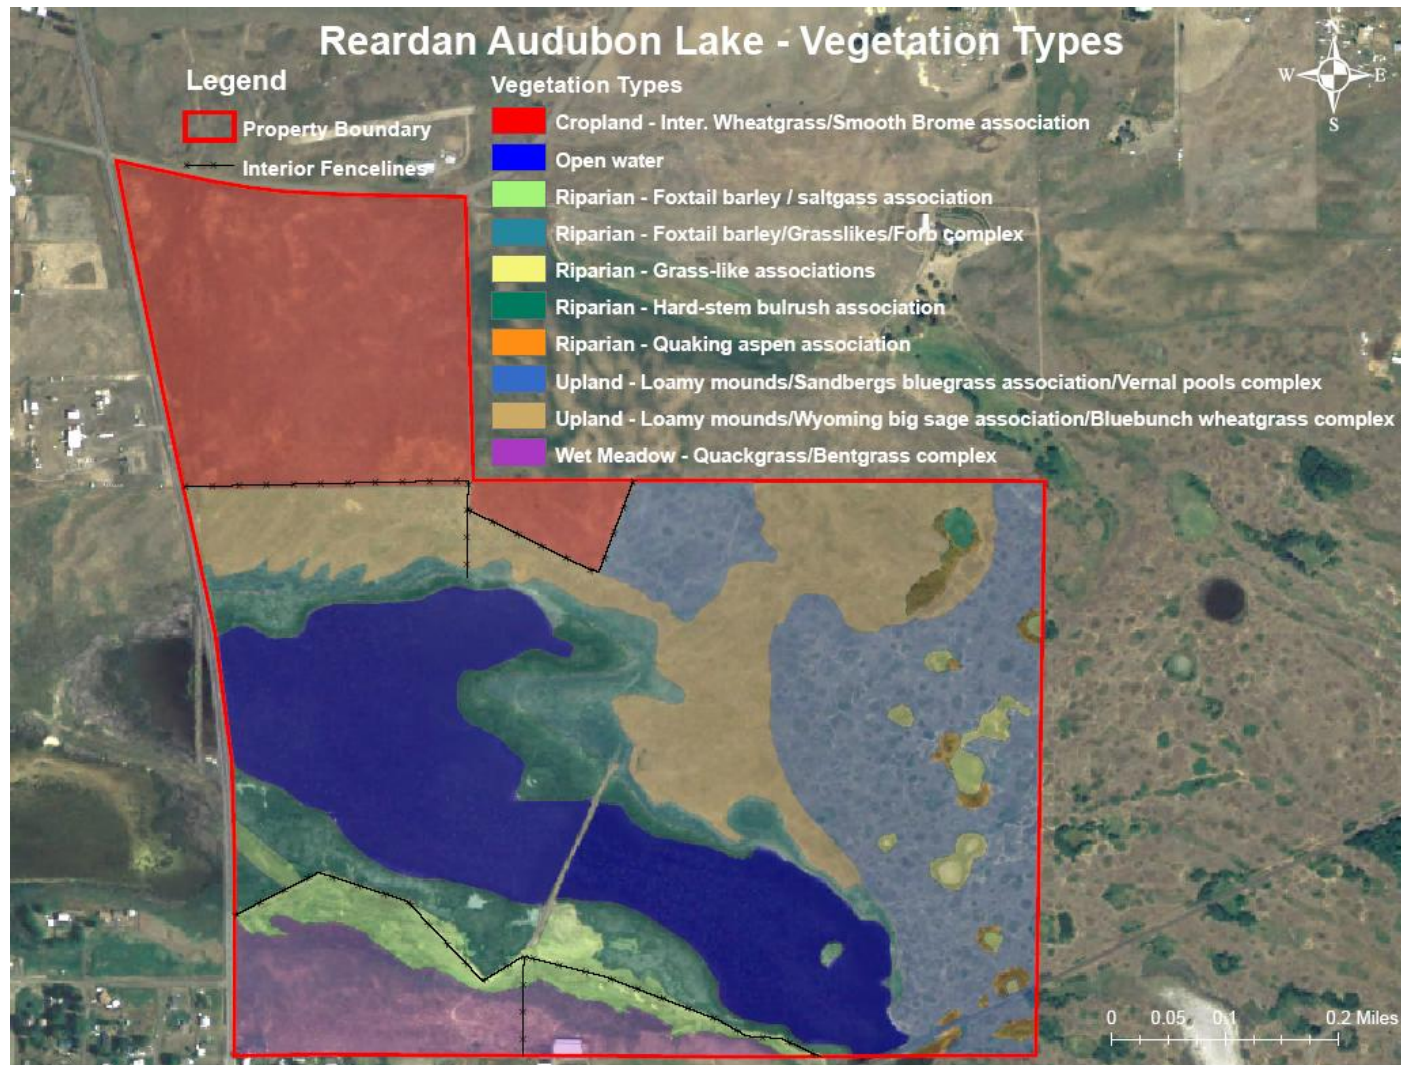 Reardan Audubon Lake - Vegetation Types
N
W E
S
Legend
Property Boundary
Interior Fencelines
Vegetation Types
Cropland - Inter. Wheatgrass/Smooth Brome association
Open water
Riparian - Foxtail barley / saltgass association
Riparian - Foxtail barley/Grasslikes/Forb complex
Riparian - Grass-like associations
Riparian - Hard-stem bulrush association
Riparian - Quaking aspen association
Upland - Loamy mounds/Sandbergs bluegrass association/Vernal pools complex
Upland - Loamy mounds/Wyoming big sage association/Bluebunch wheatgrass complex
Wet Meadow - Quackgrass/Bentgrass complex
0 0.05 0.1 0.2 Miles